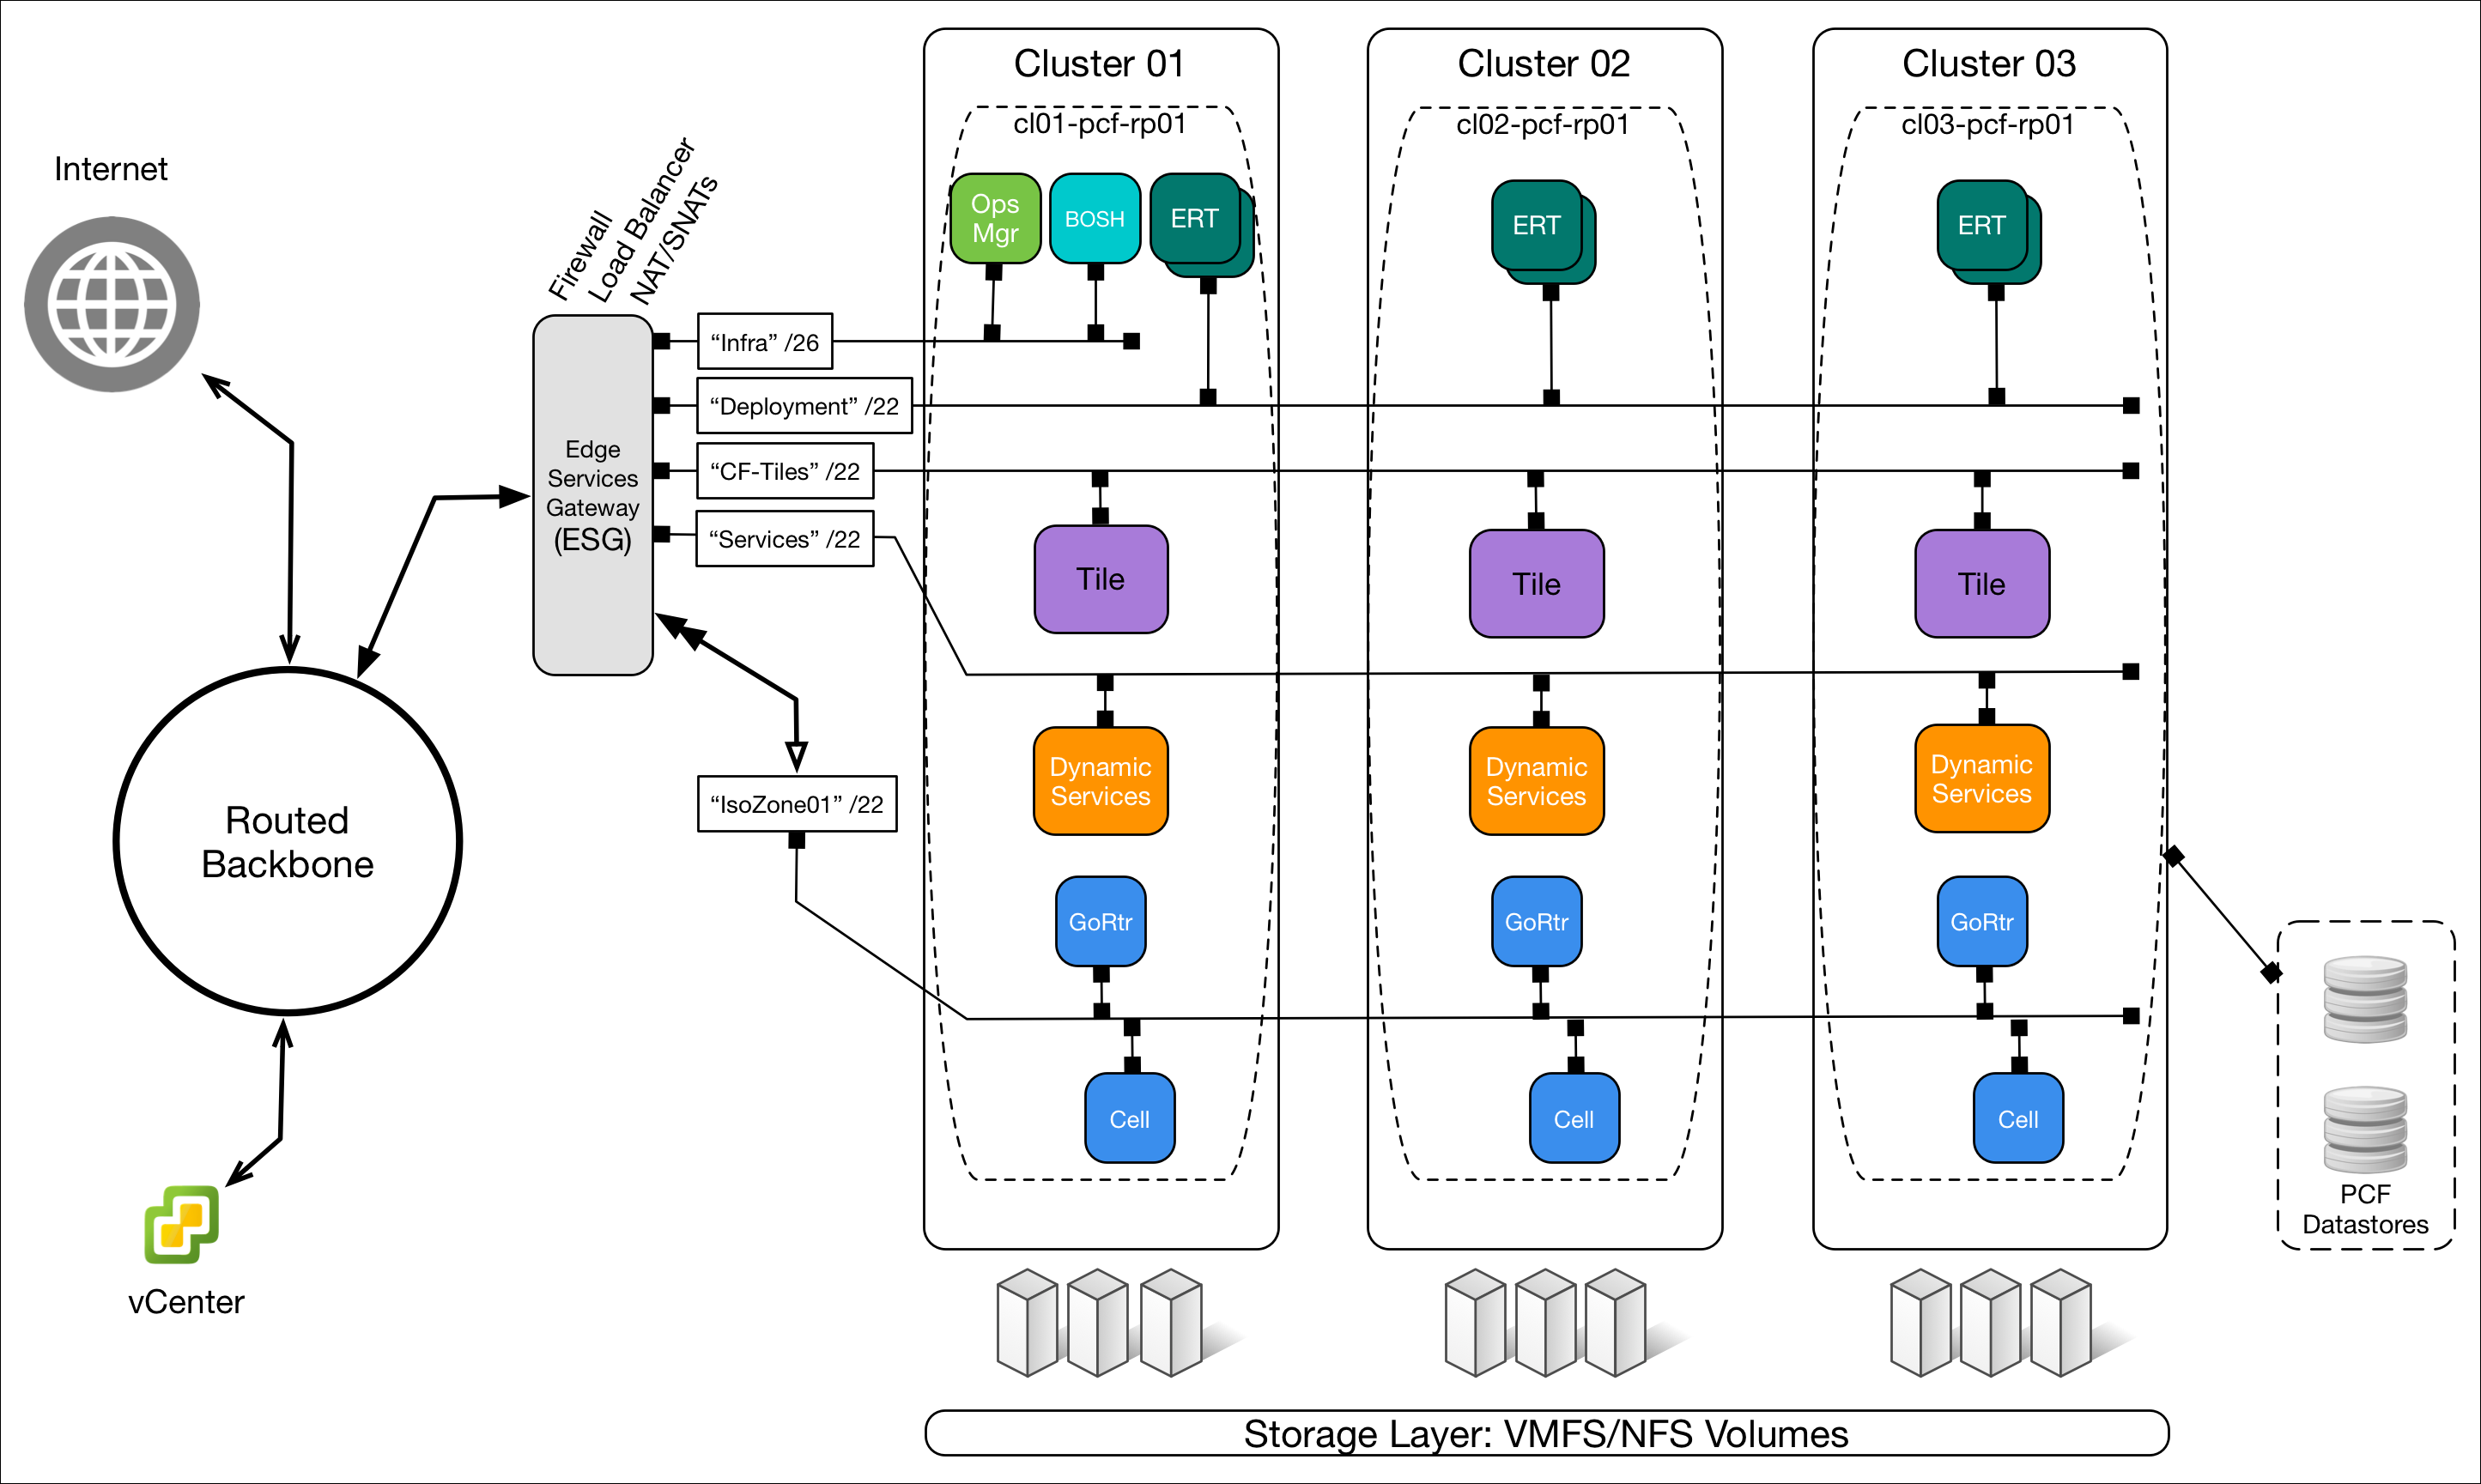 Internet
Routed
Backbone
vCenter
Firewall
Load Balancer
NAT/SNATs
Edge
Services
Gateway
(ESG)
“Infra” /26
“Deployment” /22
“CF-Tiles” /22
“Services” /22
“IsoZone01” /22
Cluster 01
cl01-pcf-rp01
Ops
Mgr
BOSH
ERT
Tile
Dynamic
Services
GoRtr
Cell
Cluster 02
cl02-pcf-rp01
ERT
Tile
Dynamic
Services
GoRtr
Cell
Cluster 03
cl03-pcf-rp01
ERT
Tile
Dynamic
Services
GoRtr
Cell
PCF
Datastores
Storage Layer: VMFS/NFS Volumes